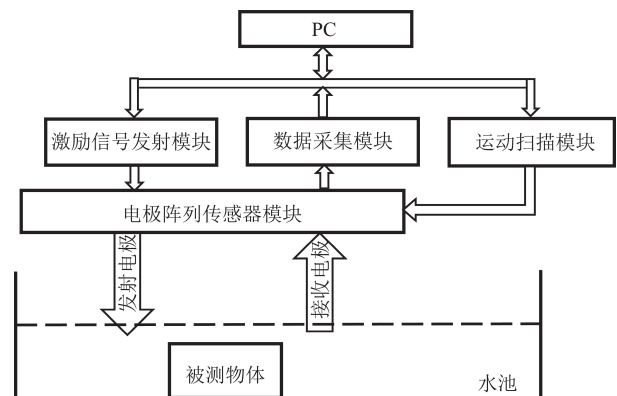 PC
激励信号发射模块
数据采集模块
运动扫描模块
电极阵列传感器模块
发射电极
接收电极
被测物体
水池